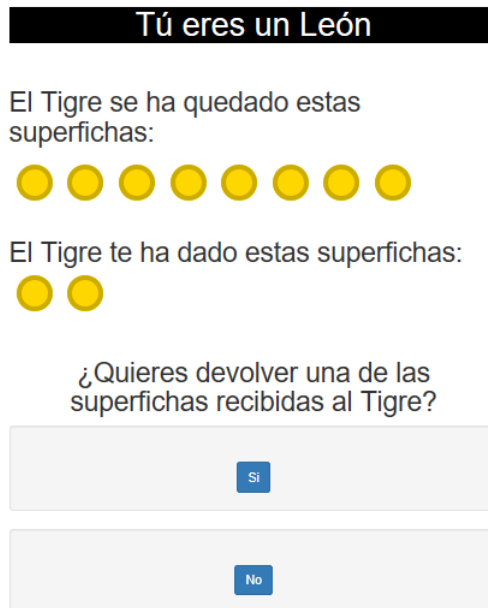 Tú eres un León
El Tigre se ha quedado estas
superfichas:
El Tigre te ha dado estas superfichas:
¿Quieres devolver una de las
superfichas recibidas al Tigre?
Si
No